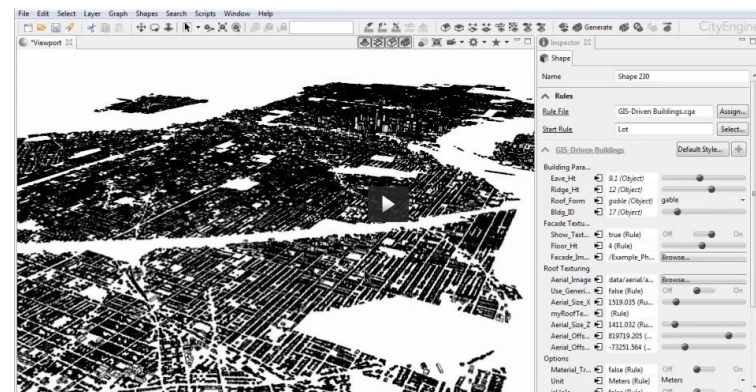 File Edit Select Layer Graph Shapes Search Scripts Window Help
Generate
CityEngine
*Viewport
Inspector
Shape
Name Shape 230
Rules
Rule File GIS-Driven Buildings.cga Assign...
Start Rule Lot Select...
GIS-Driven Buildings Default Style...
Building Para...
Eave_Ht 9.1 (Object)
Ridge_Ht 12 (Object)
Roof_Form gable (Object) gable
Bldg_ID 17 (Object)
Facade Textu...
Show_Text... true (Rule) Off On
Floor_Ht 4 (Rule)
Facade_Im... /Example_Ph... Browse...
Roof Texturing
Aerial_Image data/aerial/a... Browse...
Use_Generi... false (Rule) Off On
Aerial_Size_X 1519.035 (Ru...
myRoofTe... (Rule)
Aerial_Size_Z 1411.032 (Ru...
Aerial_Offs... 819719.205 (...
Aerial_Offs... -73251.564 (...
Options
Material_Tr... false (Rule) Off On
Unit Meters (Rule) Meters
false (Rule) Off On